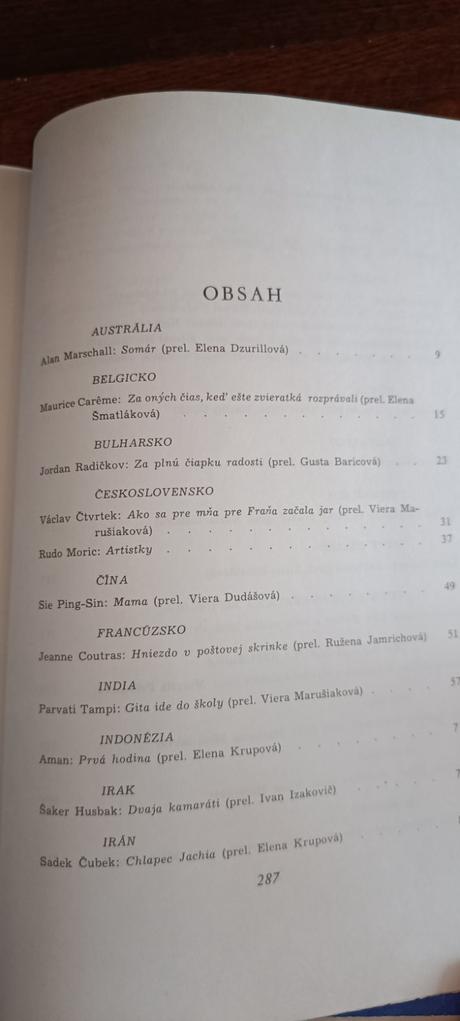 OBSAH
AUSTRÁLIA
Alan Marschall: Somár (prel. Elena Dzurillová) . . . . . . 9
BELGICKO
Maurice Carême: Za oných čias, keď ešte zvieratká rozprávali (prel. Elena
Šmatláková) . . . . . . . . . . . . 15
BULHARSKO
Jordan Radičkov: Za plnú čiapku radosti (prel. Gusta Baricová) . . 23
ČESKOSLOVENSKO
Václav Čtvrtek: Ako sa pre mňa pre Fraňa začala jar (prel. Viera Ma-
rušiaková) . . . . . . . . . . . . 31
Rudo Moric: Artistky . . . . . . . . . . . . 37
ČÍNA
Sie Ping-Sin: Mama (prel. Viera Dudášová) . . . . . . 49
FRANCÚZSKO
Jeanne Coutras: Hniezdo v poštovej skrinke (prel. Ružena Jamrichová) 51
INDIA
Parvati Tampi: Gita ide do školy (prel. Viera Marušiaková) . . . . 57
INDONÉZIA
Aman: Prvá hodina (prel. Elena Krupová) . . . . . . . 7
IRAK
Šaker Husbak: Dvaja kamaráti (prel. Ivan Izakovič) . . . . .
IRÁN
Sadek Čubek: Chlapec Jachia (prel. Elena Krupová) . . . . .
287